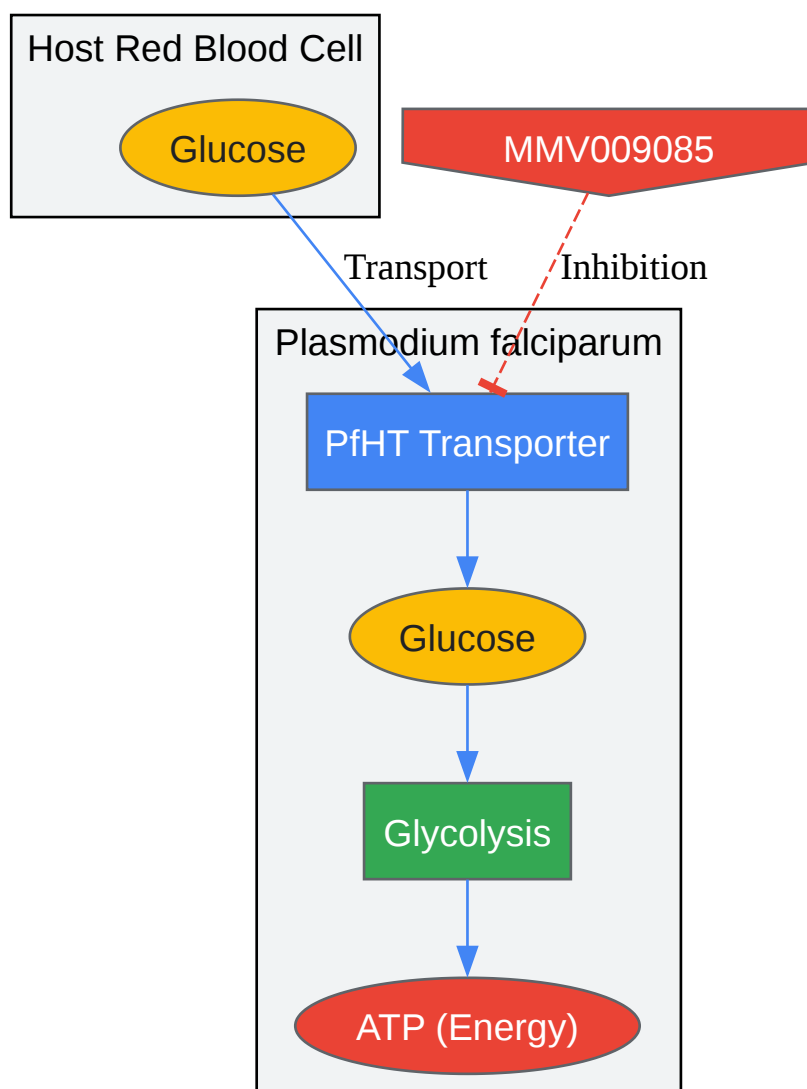 Host Red Blood Cell
Glucose
MMV009085
Transport
Inhibition
Plasmodium falciparum
PfHT Transporter
Glucose
Glycolysis
ATP (Energy)